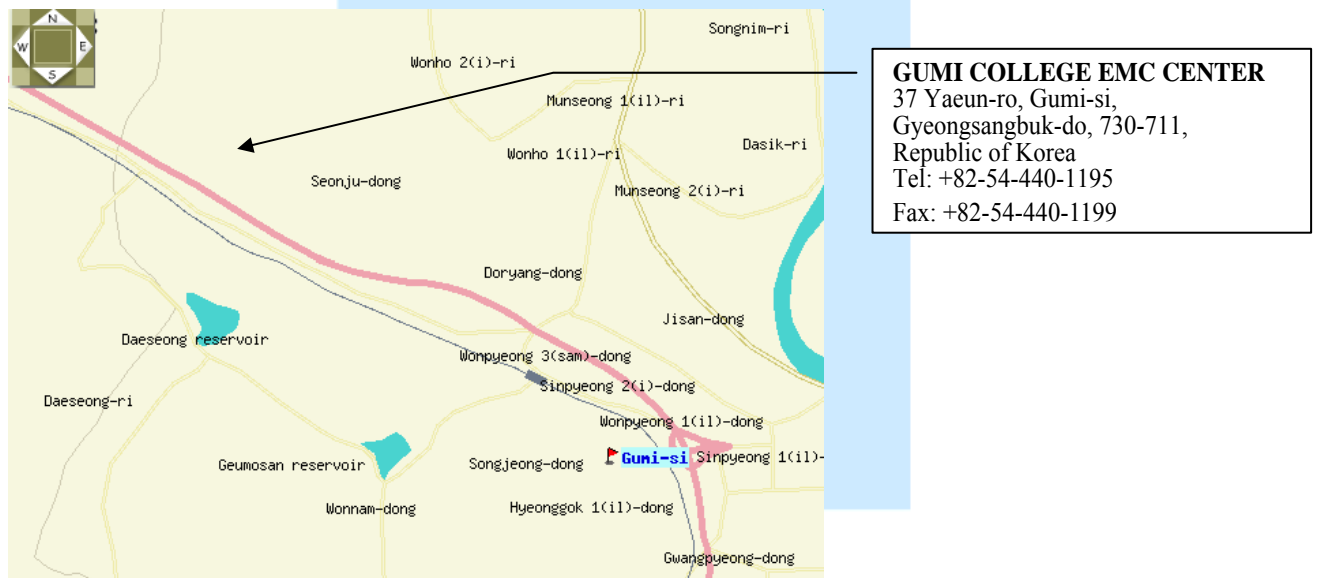 N
W
E
S
Songnim-ri
Wonho 2(i)-ri
Munseong 1(il)-ri
Dasik-ri
Wonho 1(il)-ri
Seonju-dong
Munseong 2(i)-ri
Doryang-dong
Jisan-dong
Daeseong reservoir
Wonpyeong 3(sam)-dong
Sinpyeong 2(i)-dong
Daeseong-ri
Wonpyeong 1(il)-dong
Geumosan reservoir
Songjeong-dong
Gumi-si
Sinpyeong 1(il)-
Wonnam-dong
Hyeonggok 1(il)-dong
Gwangpyeong-dong
GUMI COLLEGE EMC CENTER
37 Yaeun-ro, Gumi-si,
Gyeongsangbuk-do, 730-711,
Republic of Korea
Tel: +82-54-440-1195
Fax: +82-54-440-1199